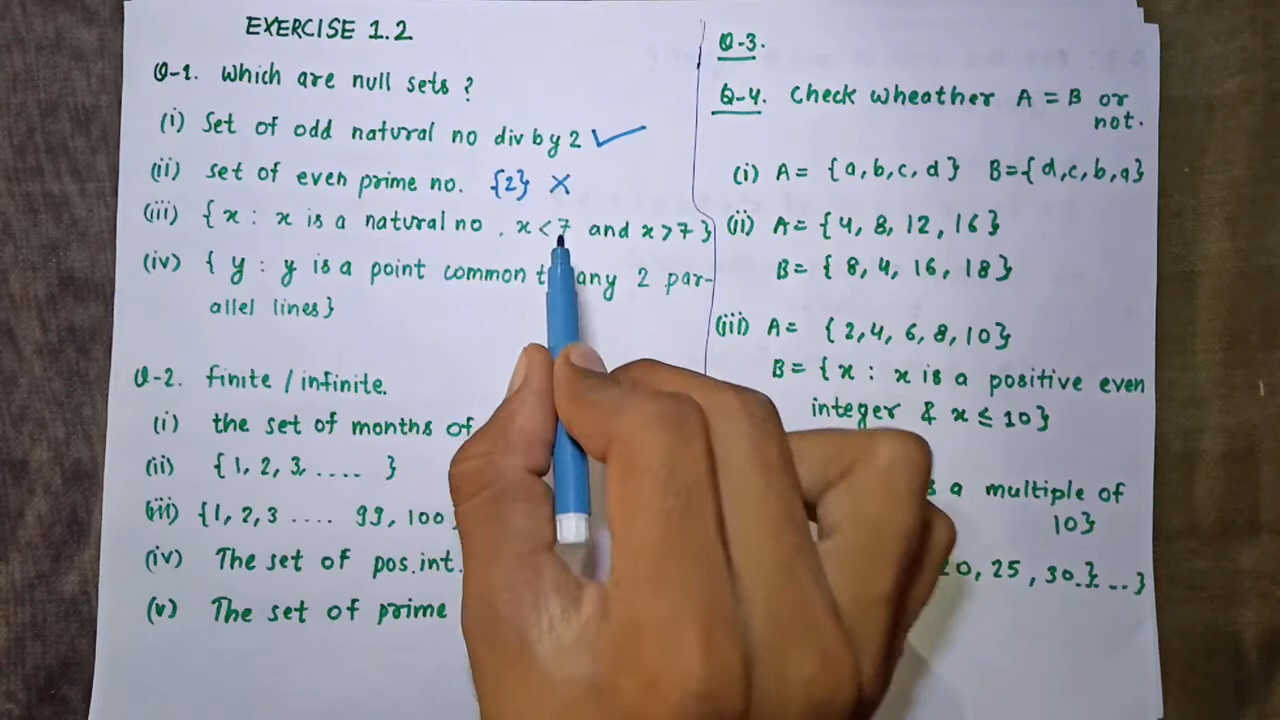 EXERCISE 1.2
Q-1. Which are null sets ?
(i) Set of odd natural no div by 2 ✓
(ii) set of even prime no. {2} ✗
(iii) { x : x is a natural no , x < 7 and x > 7 }
(iv) { y : y is a point common any 2 par-
allel lines}
Q-2. finite / infinite.
(i) the set of months of
(ii) {1, 2, 3, .... }
(iii) {1, 2, 3 .... 99, 100
(iv) The set of pos.int.
(v) The set of prime
Q-3.
Q-4. Check wheather A = B or
not.
(i) A = {a, b, c, d} B={d, c, b, a}
(ii) A = {4, 8, 12, 16}
B = { 8, 4, 16, 18}
(iii) A = {2, 4, 6, 8, 10}
B = { x : x is a positive even
integer & x ≤ 10}
a multiple of
10}
20, 25, 30.}...}